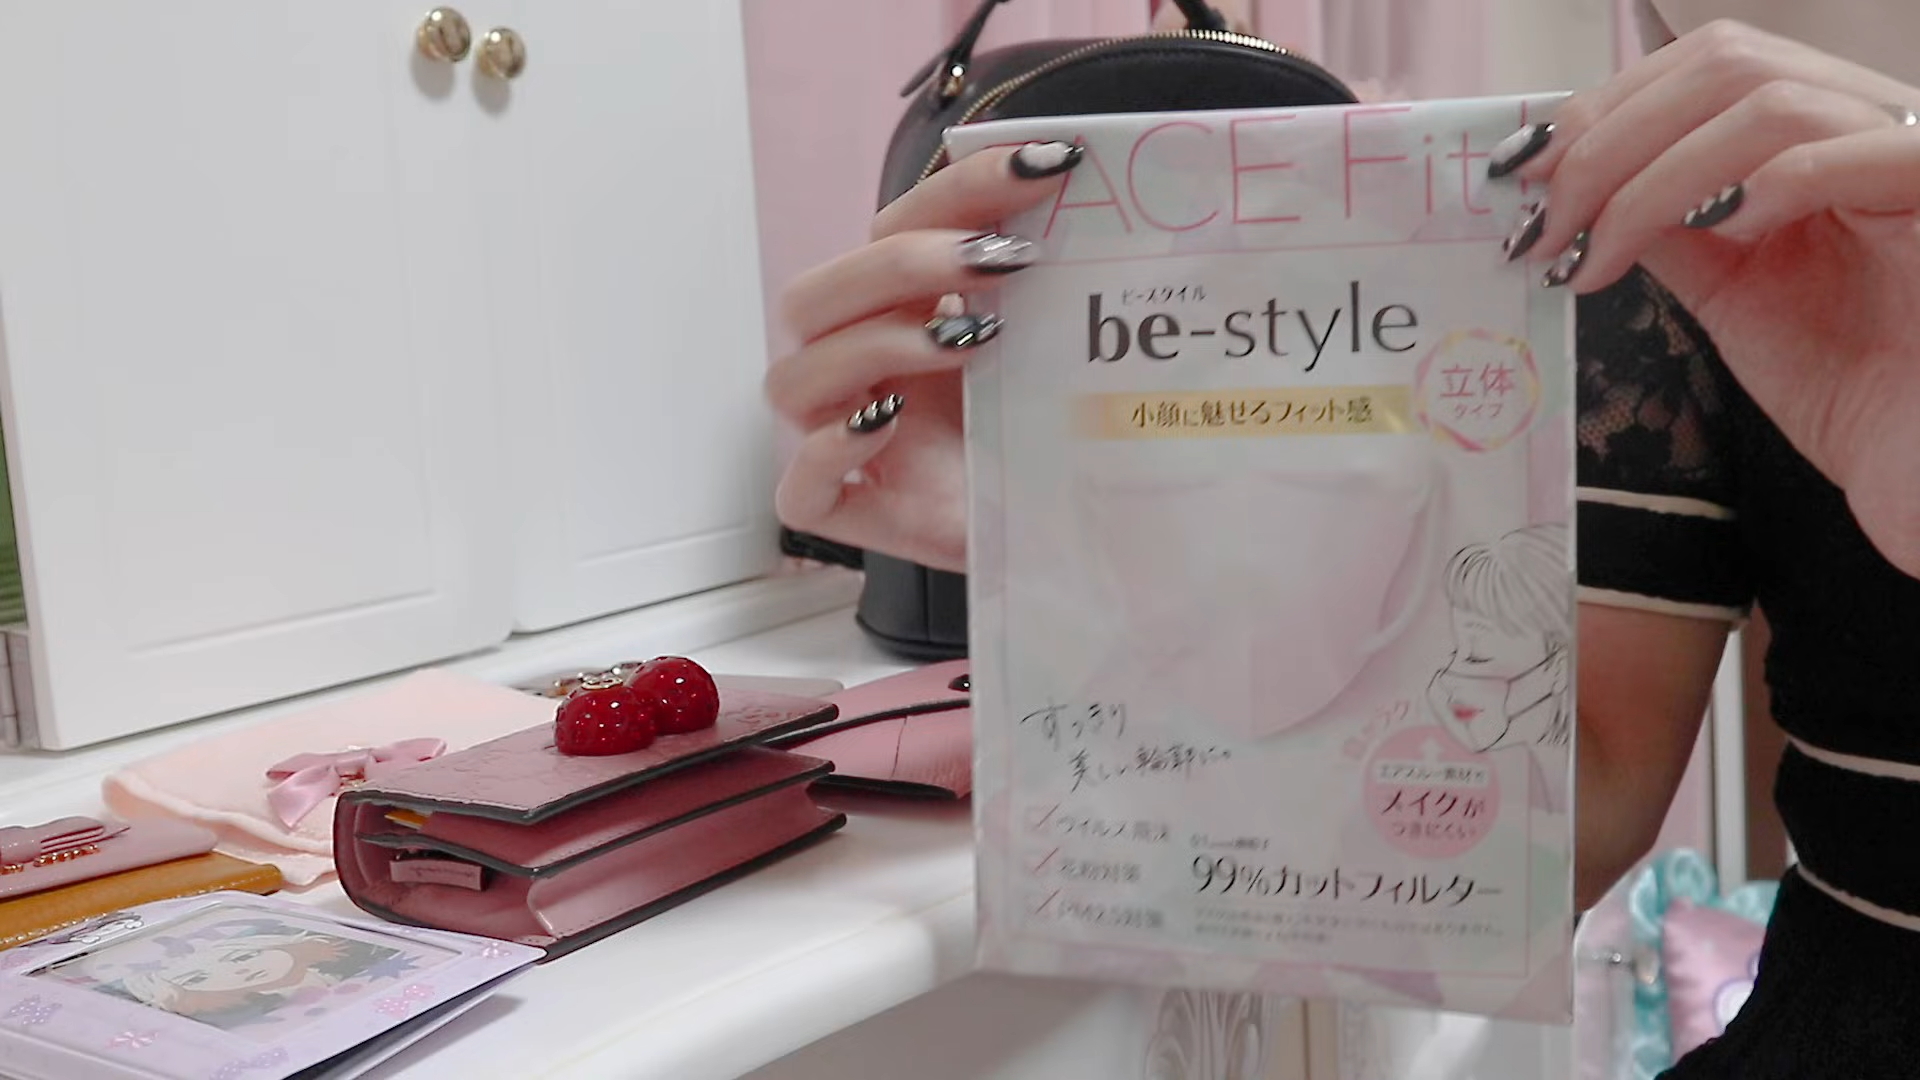 FACE Fit!
ビースタイル
be-style
小顔に魅せるフィット感
立体
タイプ
すっきり
美しい輪郭に
エアスルー素材で
メイクが
つきにくい
ウイルス
花粉対策
PM2.5対策
99%カットフィルター